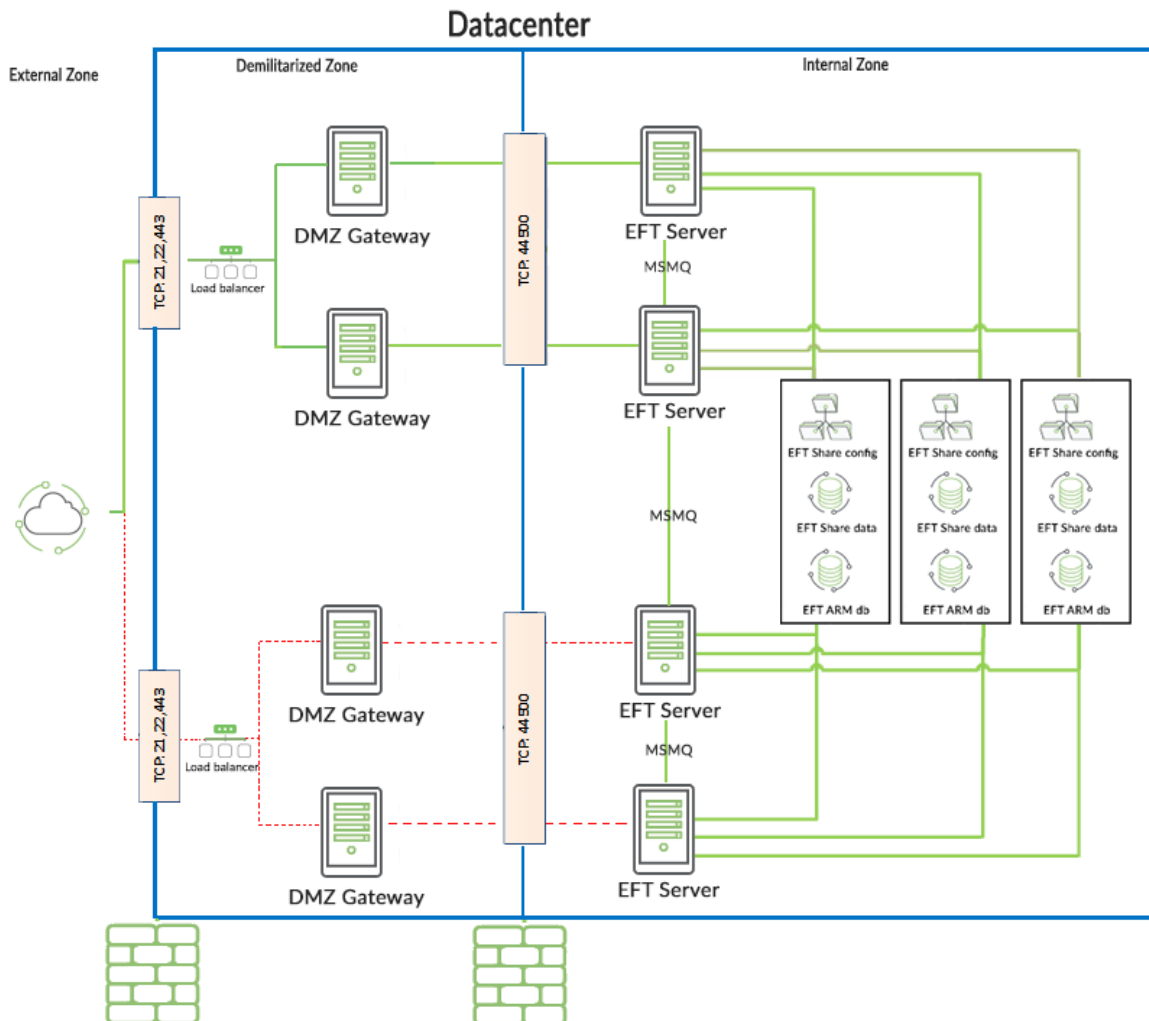 Datacenter
External Zone
Demilitarized Zone
Internal Zone
TCP: 21,22,443
Load balancer
DMZ Gateway
DMZ Gateway
TCP: 44500
EFT Server
MSMQ
EFT Server
MSMQ
EFT Share config
EFT Share data
EFT ARM db
EFT Share config
EFT Share data
EFT ARM db
EFT Share config
EFT Share data
EFT ARM db
TCP: 21,22,443
Load balancer
DMZ Gateway
DMZ Gateway
TCP: 44500
EFT Server
MSMQ
EFT Server